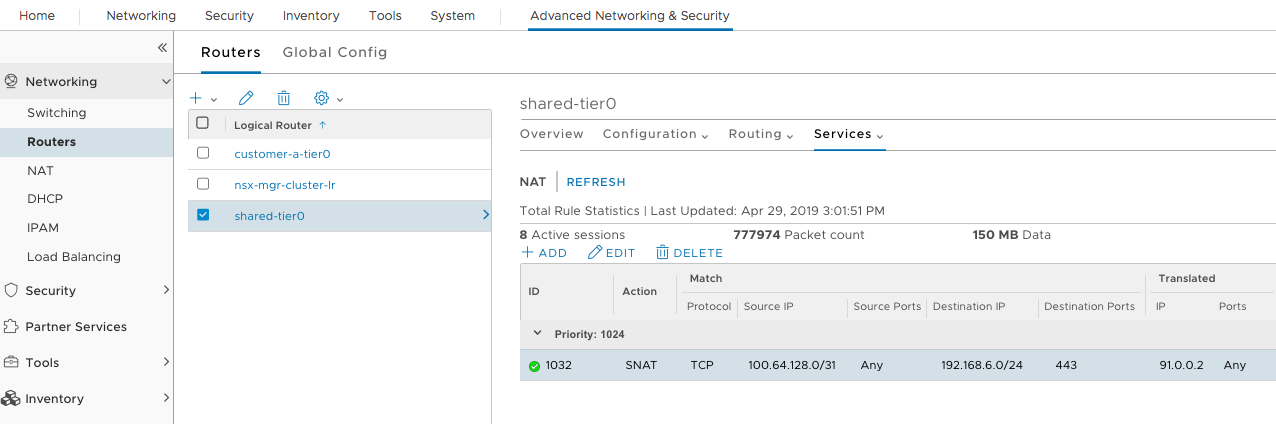 Home Networking Security Inventory Tools System Advanced Networking & Security
Routers Global Config
Networking
Switching
Routers
NAT
DHCP
IPAM
Load Balancing
Security
Partner Services
Tools
Inventory
Logical Router
customer-a-tier0
nsx-mgr-cluster-lr
shared-tier0
shared-tier0
Overview Configuration Routing Services
NAT REFRESH
Total Rule Statistics | Last Updated: Apr 29, 2019 3:01:51 PM
8 Active sessions 777974 Packet count 150 MB Data
ADD EDIT DELETE
ID Action Match Translated
Protocol Source IP Source Ports Destination IP Destination Ports IP Ports
Priority: 1024
1032 SNAT TCP 100.64.128.0/31 Any 192.168.6.0/24 443 91.0.0.2 Any